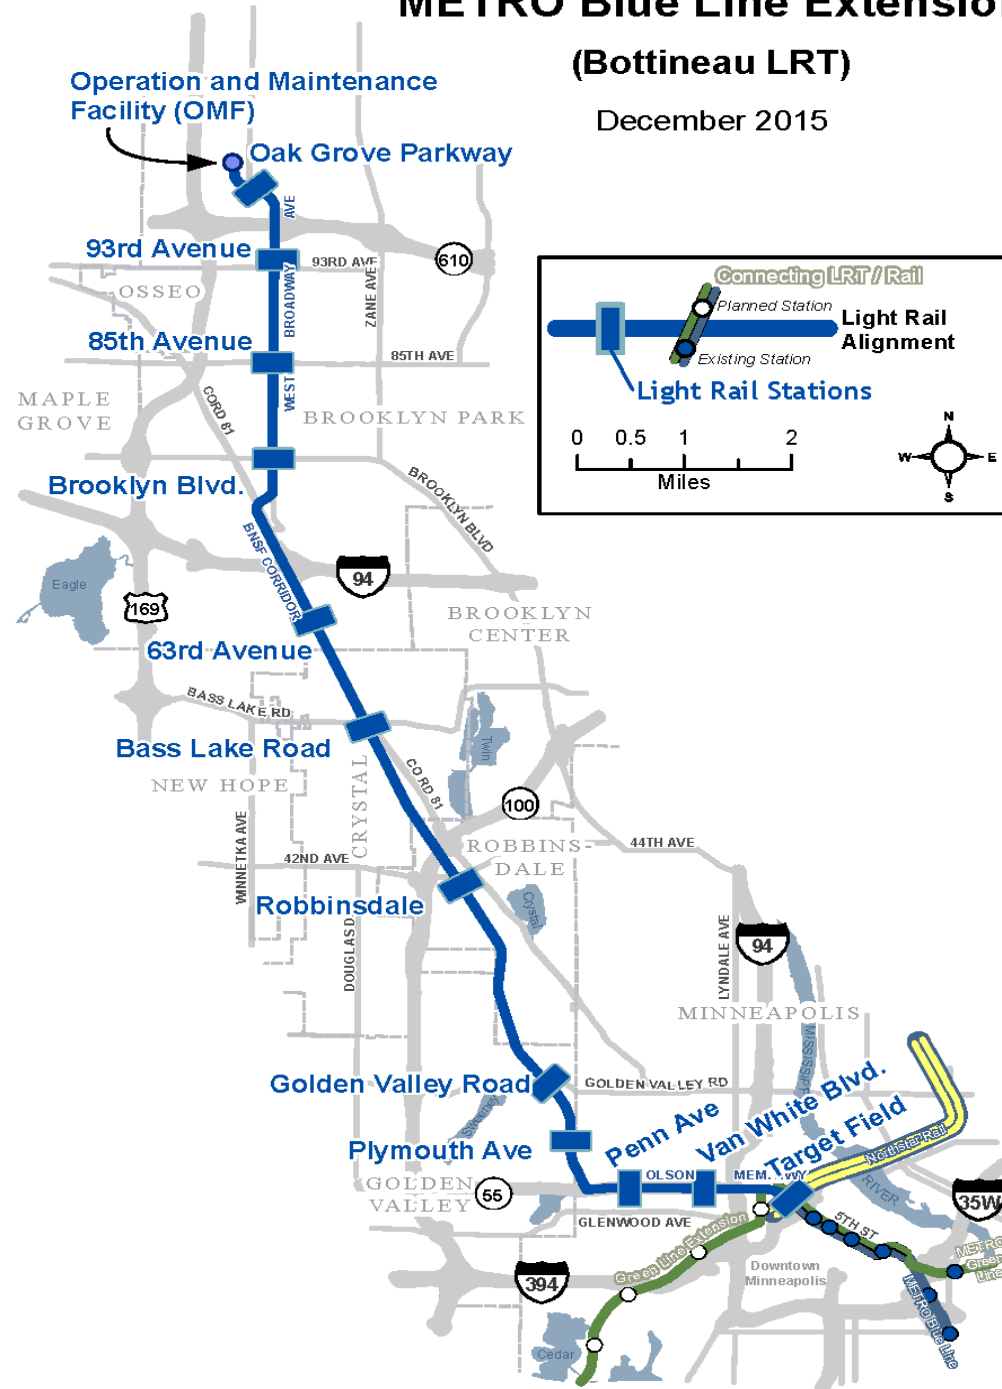 METRO Blue Line Extension
(Bottineau LRT)
December 2015
Operation and Maintenance
Facility (OMF)
Oak Grove Parkway
AVE
93rd Avenue
93RD AVE
610
OSSEO
BROADWAY
ZANE AVE
Connecting LRT / Rail
Planned Station
Light Rail
Alignment
Existing Station
Light Rail Stations
0 0.5 1 2
Miles
N
W E
S
85th Avenue
85TH AVE
WEST
MAPLE
GROVE
CORD 81
BROOKLYN PARK
Brooklyn Blvd.
BROOKLYN BLVD
BNSF CORRIDOR
94
Eagle
169
BROOKLYN
CENTER
63rd Avenue
BASS LAKE RD
Bass Lake Road
Twin
NEW HOPE
CRYSTAL
CO RD 81
100
WINNETKA AVE
42ND AVE
ROBBINS-
DALE
44TH AVE
Robbinsdale
Crystal
DOUGLAS D
LYNDALE AVE
94
MINNEAPOLIS
MISSISSIPPI
Golden Valley Road
GOLDEN VALLEY RD
Sweeney
Plymouth Ave
Penn Ave
Van White Blvd.
Target Field
Northstar Rail
GOLDEN
VALLEY
55
OLSON
MEM. WY
RIVER
35W
GLENWOOD AVE
5TH ST
Green Line Extension
METRO
Green
Line
Downtown
Minneapolis
394
METRO Blue Line
Cedar